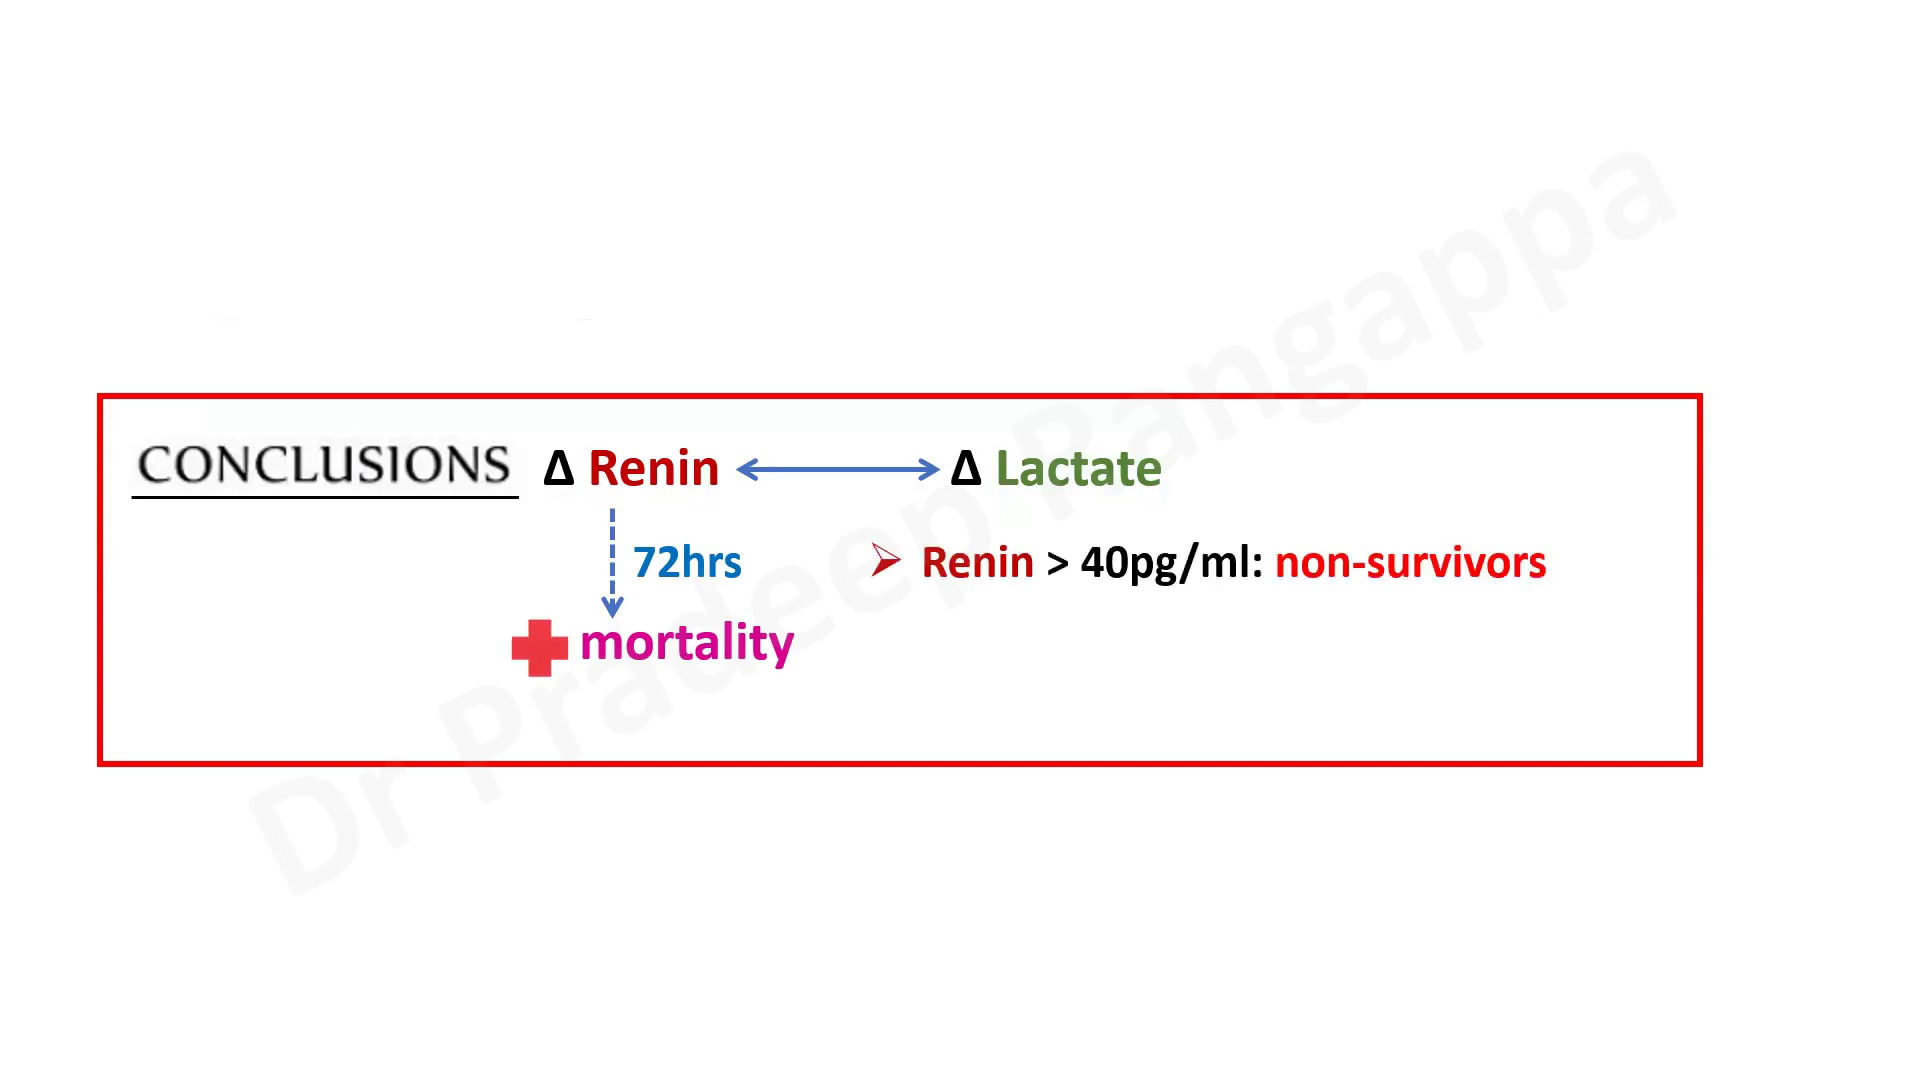 CONCLUSIONS Δ Renin Δ Lactate
72hrs
➢ Renin > 40pg/ml: non-survivors
mortality
Dr Pradeep Rangappa